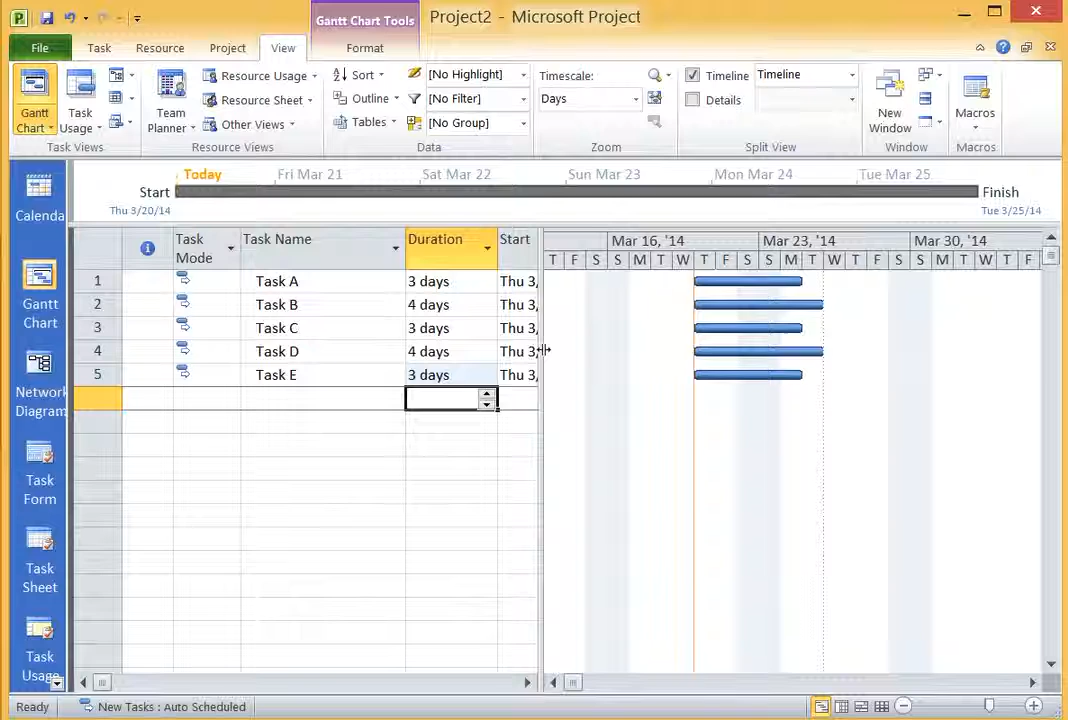 Gantt Chart Tools
Project2 - Microsoft Project
File Task Resource Project View Format
Gantt Chart
Task Usage
Task Views
Team Planner
Resource Usage
Resource Sheet
Other Views
Resource Views
Sort
Outline
Tables
[No Highlight]
[No Filter]
[No Group]
Data
Timescale:
Days
Zoom
Timeline Timeline
Details
Split View
New Window
Window
Macros
Macros
Today Fri Mar 21 Sat Mar 22 Sun Mar 23 Mon Mar 24 Tue Mar 25
Start Finish
Thu 3/20/14 Tue 3/25/14
Calenda
Gantt Chart
Network Diagram
Task Form
Task Sheet
Task Usage
Task Mode Task Name Duration Start
Mar 16, '14 Mar 23, '14 Mar 30, '14
T F S S M T W T F S S M T W T F S S M T W T F
1 Task A 3 days Thu 3,
2 Task B 4 days Thu 3,
3 Task C 3 days Thu 3,
4 Task D 4 days Thu 3,
5 Task E 3 days Thu 3,
Ready New Tasks : Auto Scheduled